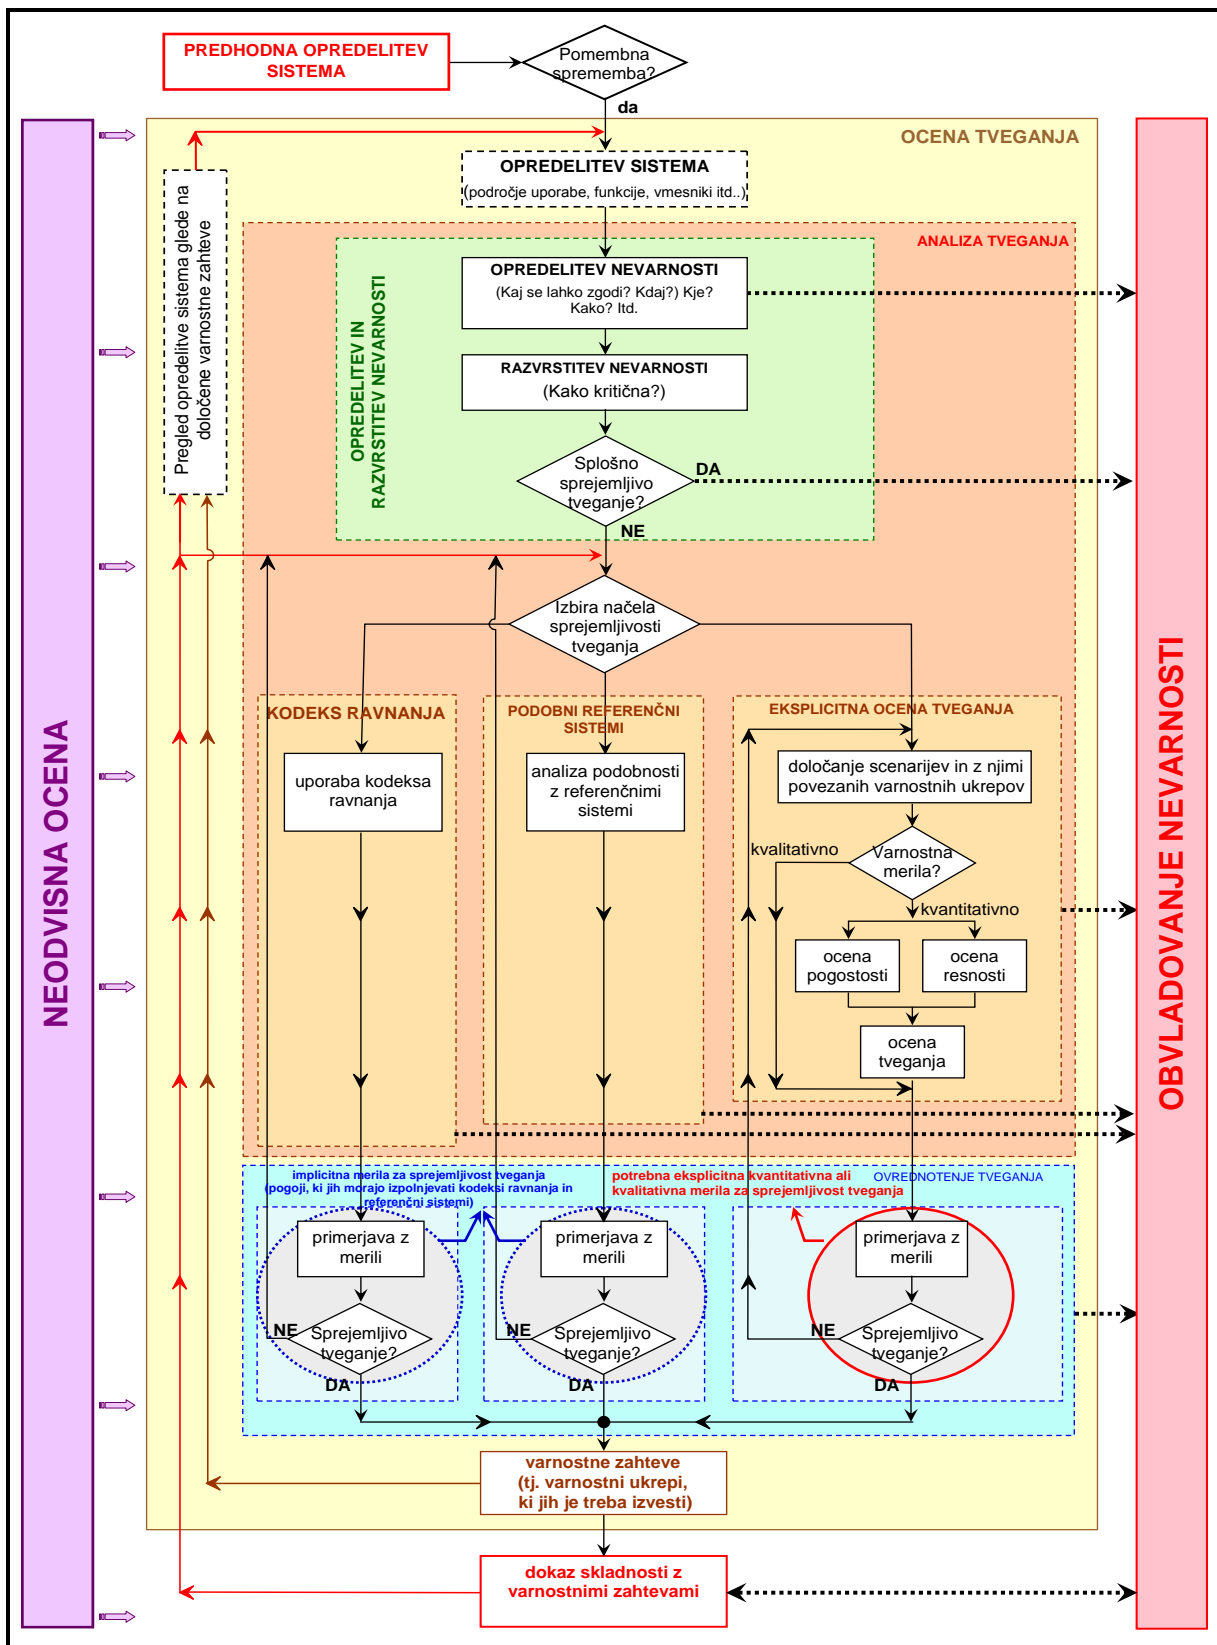 PREDHODNA OPREDELITEV
SISTEMA
Pomembna
sprememba?
da
OCENA TVEGANJA
OPREDELITEV SISTEMA
(področje uporabe, funkcije, vmesniki itd..)
Pregled opredelitve sistema glede na
določene varnostne zahteve
ANALIZA TVEGANJA
OPREDELITEV IN
RAZVRSTITEV NEVARNOSTI
OPREDELITEV NEVARNOSTI
(Kaj se lahko zgodi? Kdaj?) Kje?
Kako? Itd.
RAZVRSTITEV NEVARNOSTI
(Kako kritična?)
Splošno
sprejemljivo
tveganje?
DA
NE
Izbira načela
sprejemljivosti
tveganja
KODEKS RAVNANJA
PODOBNI REFERENČNI
SISTEMI
EKSPLICITNA OCENA TVEGANJA
uporaba kodeksa
ravnanja
analiza podobnosti
z referenčnimi
sistemi
določanje scenarijev in z njimi
povezanih varnostnih ukrepov
kvalitativno
Varnostna
merila?
kvantitativno
ocena
pogostosti
ocena
resnosti
ocena
tveganja
NEODVISNA OCENA
OBVLADOVANJE NEVARNOSTI
implicitna merila za sprejemljivost tveganja
(pogoji, ki jih morajo izpolnjevati kodeksi ravnanja in
referenčni sistemi)
potrebna eksplicitna kvantitativna ali
kvalitativna merila za sprejemljivost tveganja
OVREDNOTENJE TVEGANJA
primerjava z
merili
primerjava z
merili
primerjava z
merili
NE
Sprejemljivo
tveganje?
DA
NE
Sprejemljivo
tveganje?
DA
NE
Sprejemljivo
tveganje?
DA
varnostne zahteve
(tj. varnostni ukrepi,
ki jih je treba izvesti)
dokaz skladnosti z
varnostnimi zahtevami